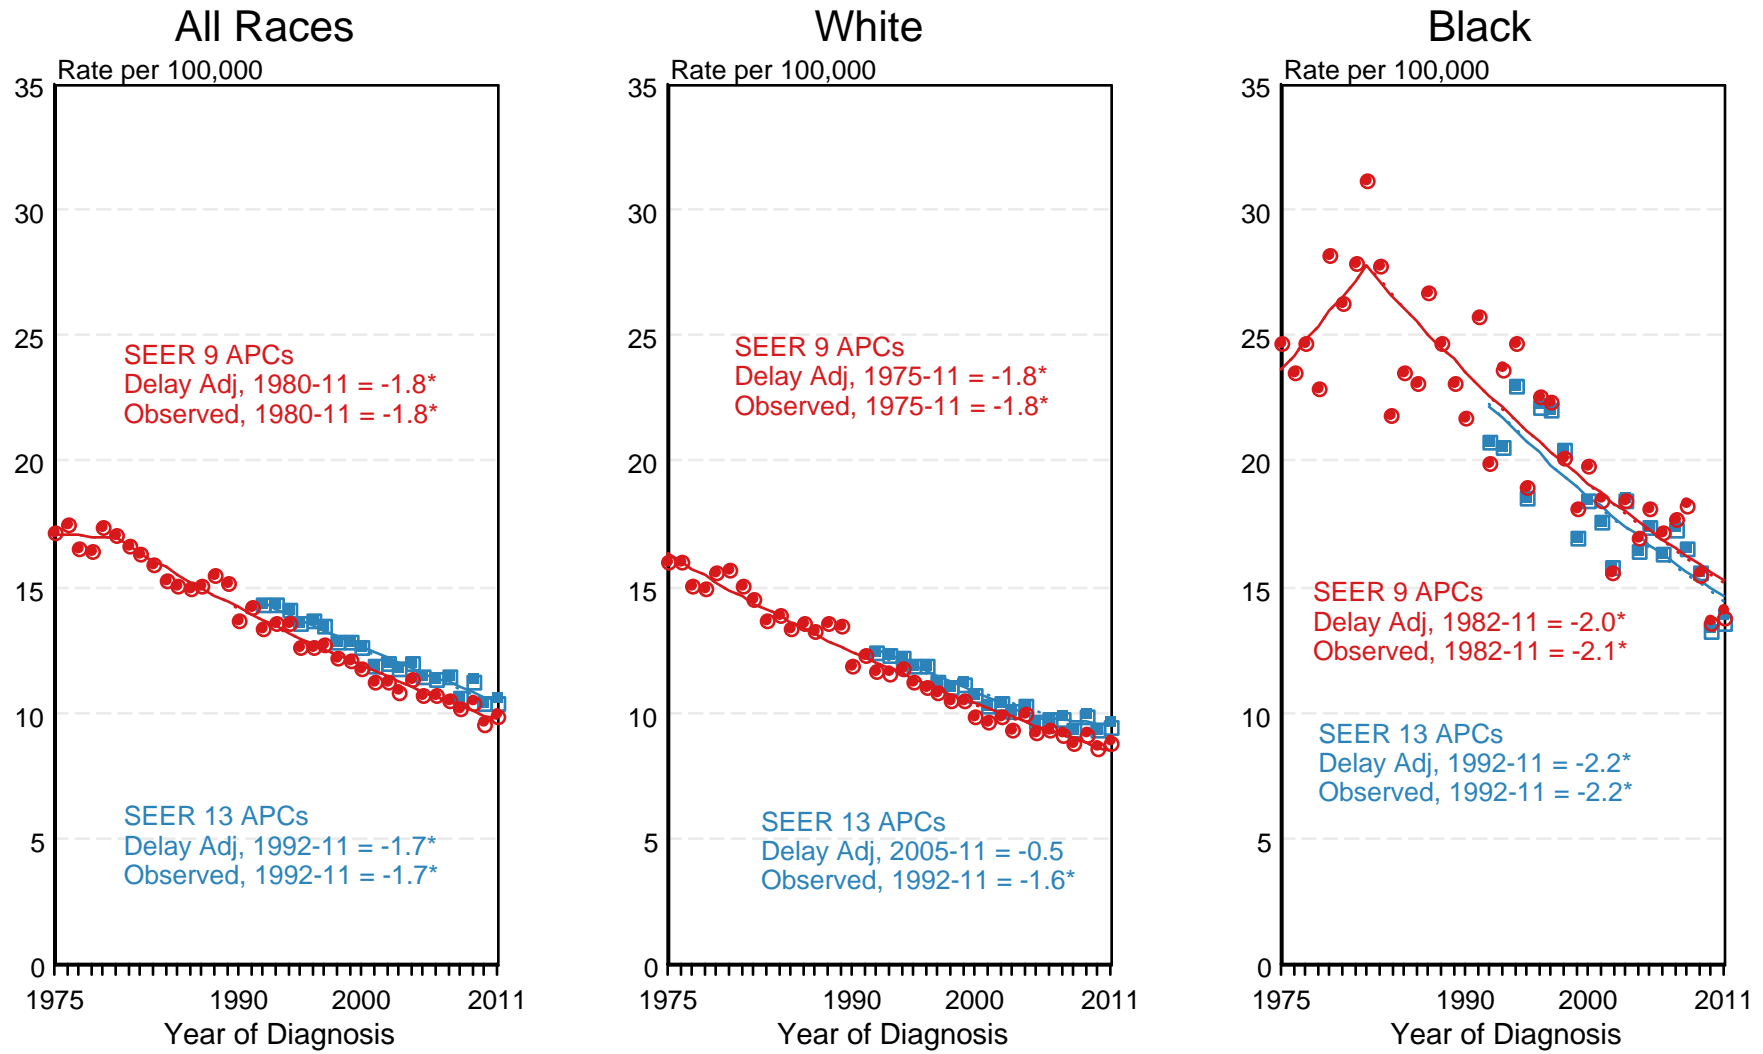 All Races
Rate per 100,000
35
30
25
20
15
10
5
0
SEER 9 APCs
Delay Adj, 1980-11 = -1.8*
Observed, 1980-11 = -1.8*
SEER 13 APCs
Delay Adj, 1992-11 = -1.7*
Observed, 1992-11 = -1.7*
1975 1990 2000 2011
Year of Diagnosis
White
Rate per 100,000
35
30
25
20
15
10
5
0
SEER 9 APCs
Delay Adj, 1975-11 = -1.8*
Observed, 1975-11 = -1.8*
SEER 13 APCs
Delay Adj, 2005-11 = -0.5
Observed, 1992-11 = -1.6*
1975 1990 2000 2011
Year of Diagnosis
Black
Rate per 100,000
35
30
25
20
15
10
5
0
SEER 9 APCs
Delay Adj, 1982-11 = -2.0*
Observed, 1982-11 = -2.1*
SEER 13 APCs
Delay Adj, 1992-11 = -2.2*
Observed, 1992-11 = -2.2*
1975 1990 2000 2011
Year of Diagnosis